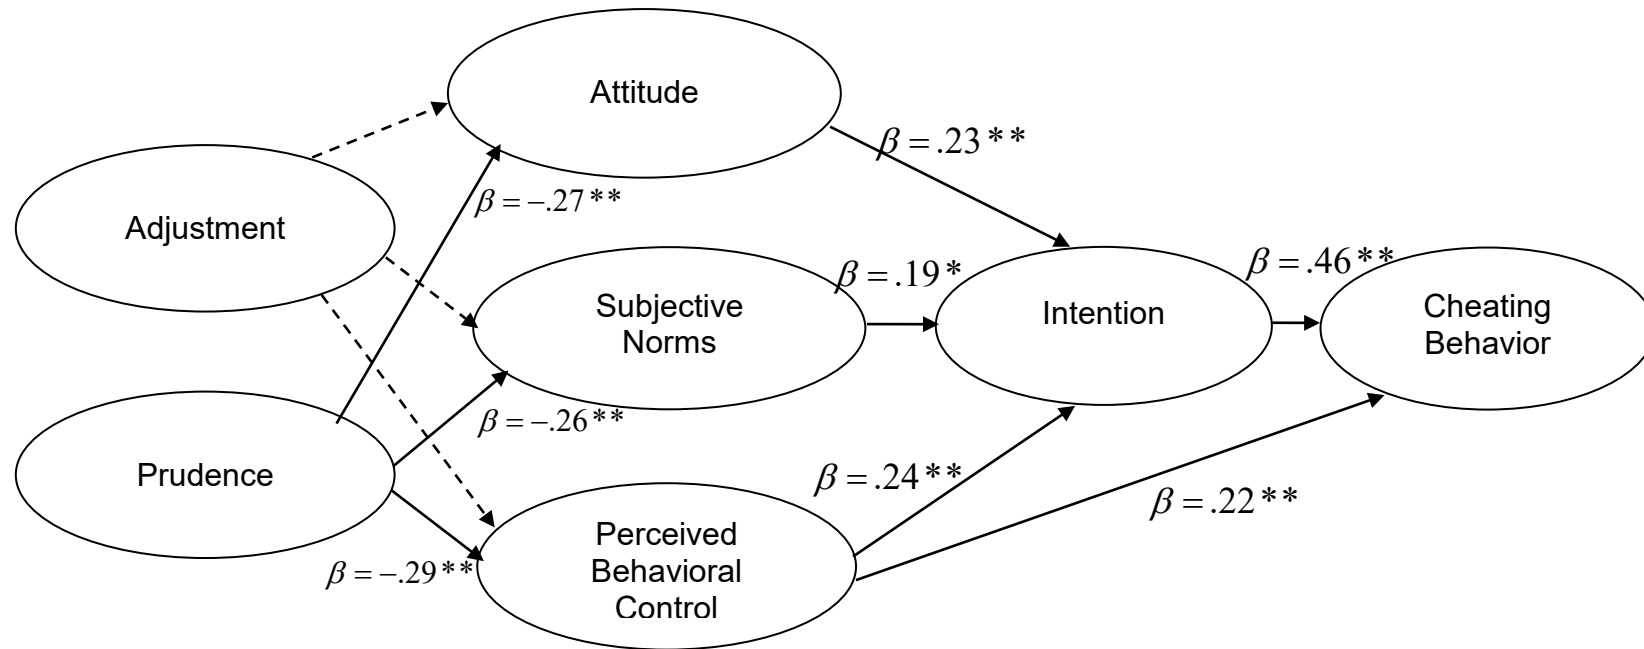 Attitude
β = .23**
β = −.27**
Adjustment
β = .19*
β = .46**
Subjective
Norms
Intention
Cheating
Behavior
β = −.26**
Prudence
β = .24**
β = .22**
Perceived
Behavioral
Control
β = −.29**